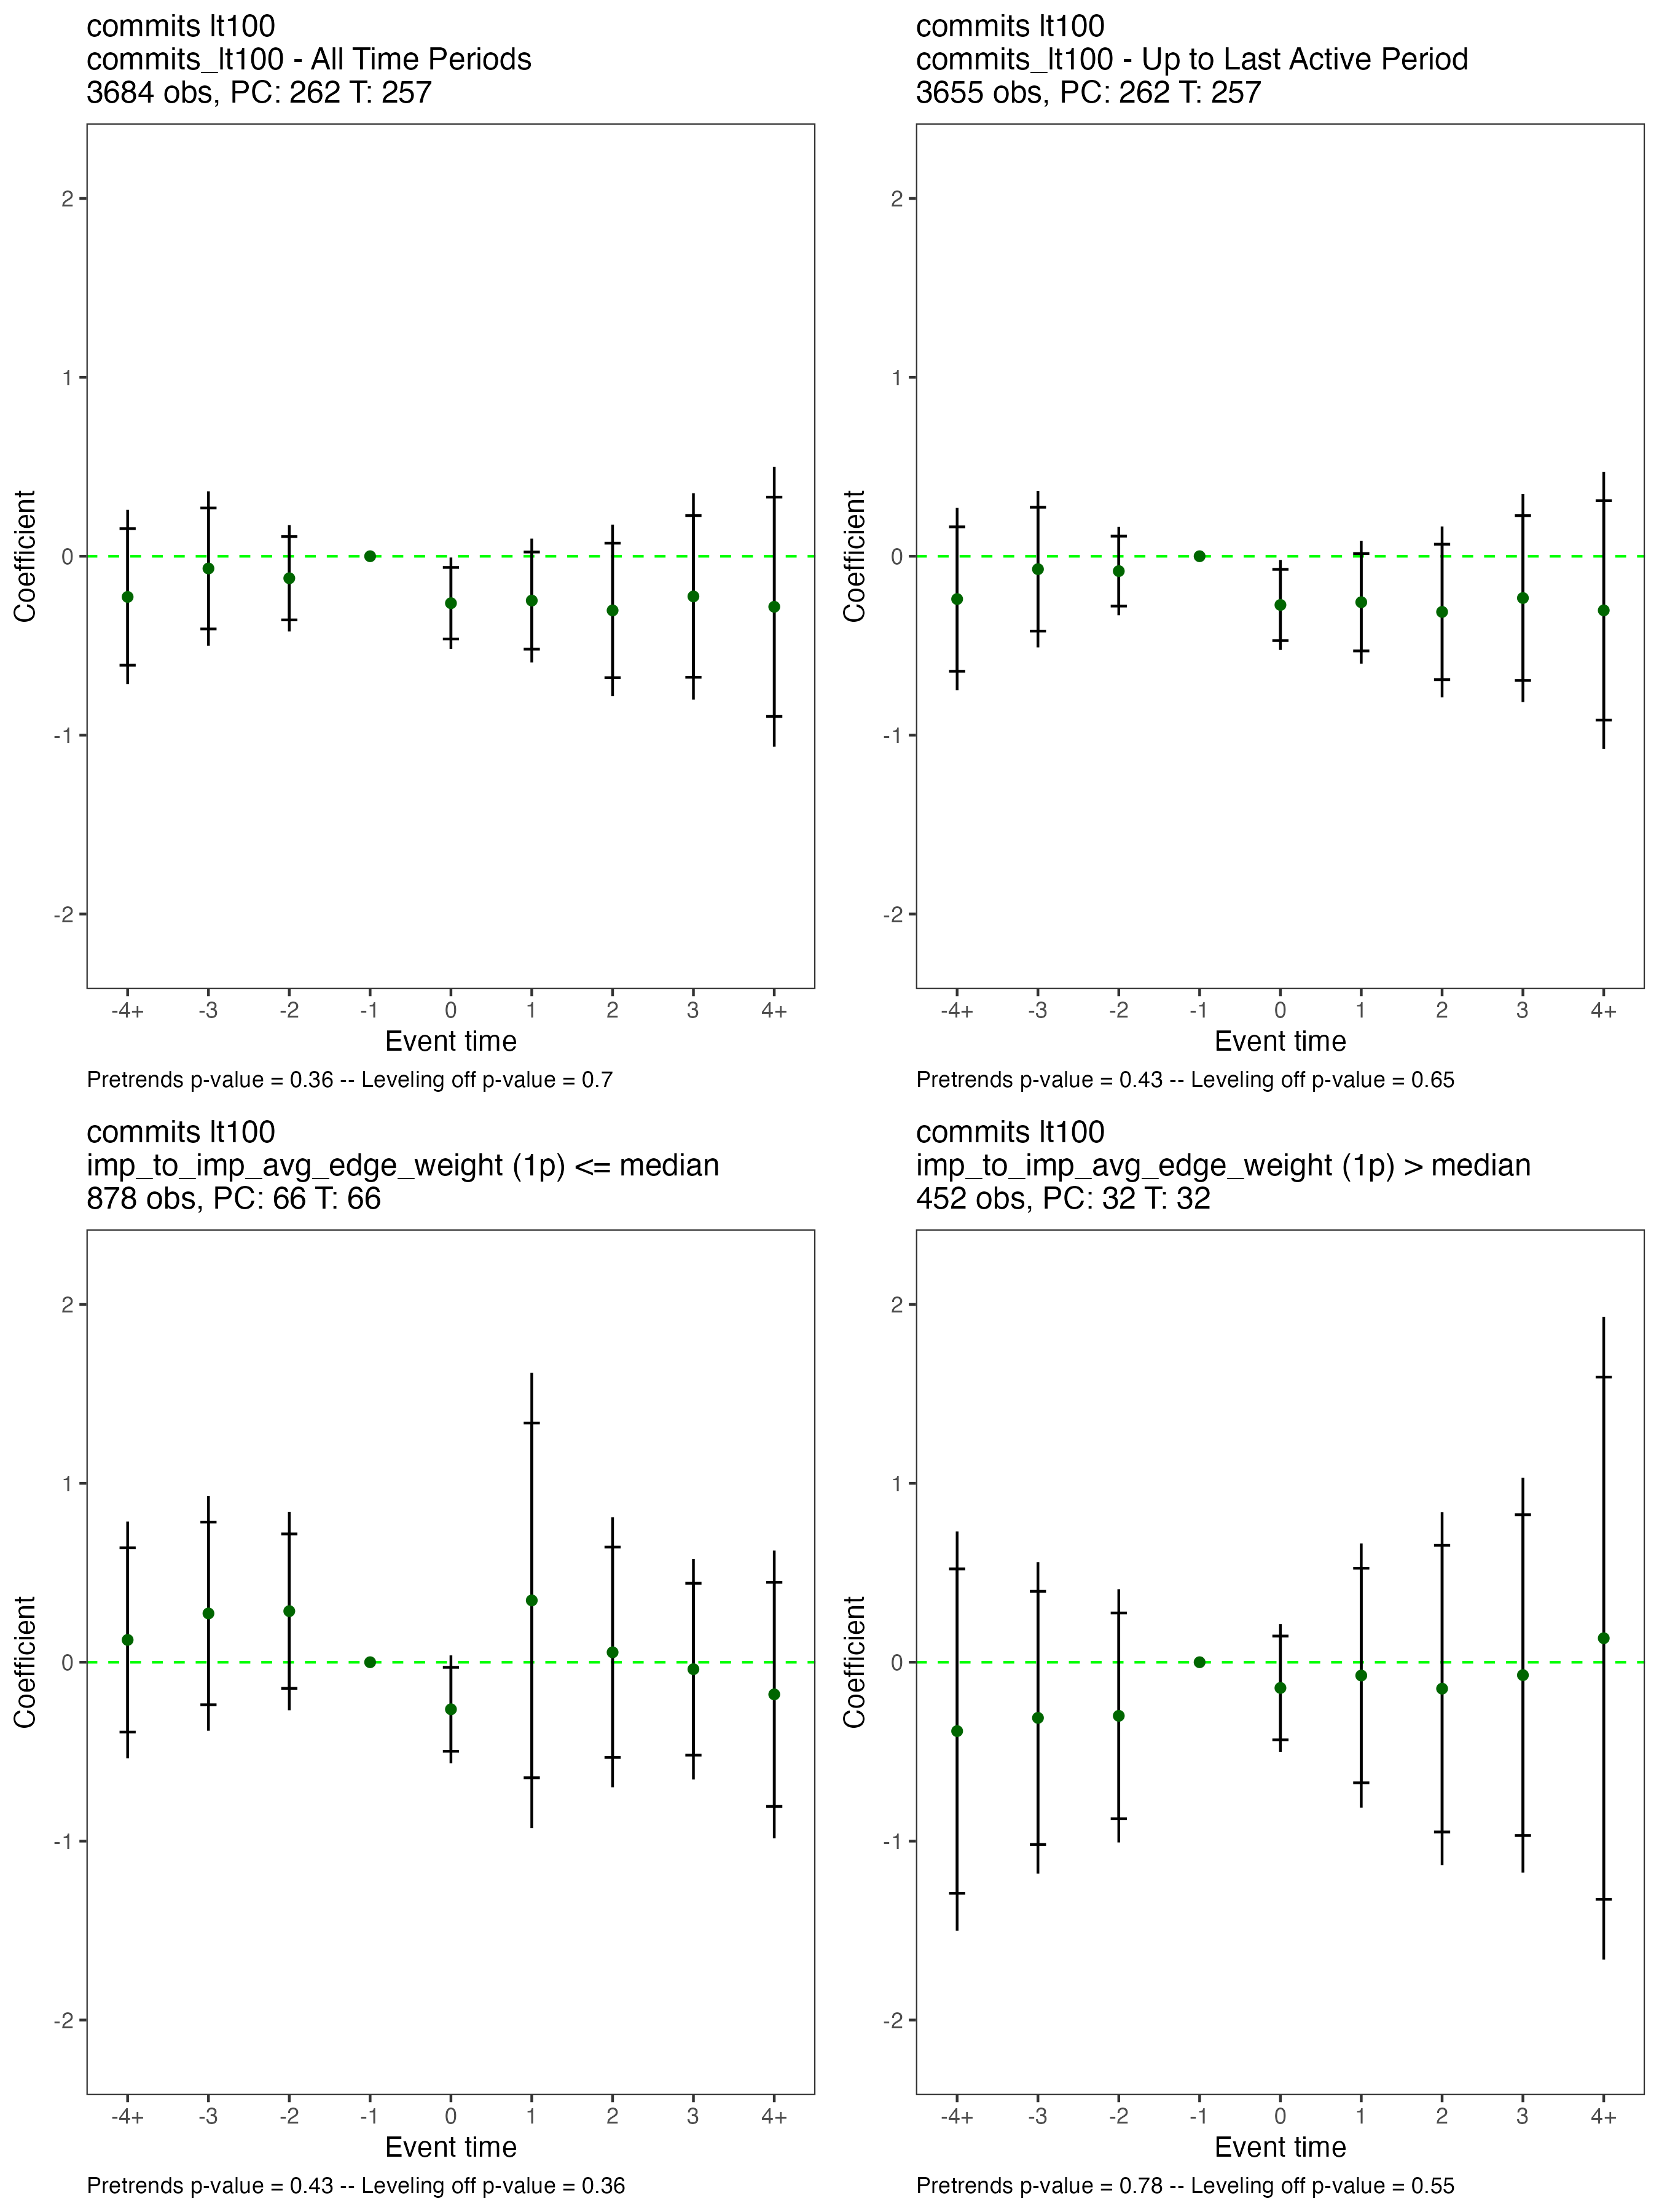 commits lt100
commits_lt100 - All Time Periods
3684 obs, PC: 262 T: 257
2
1
0
-1
-2
Coefficient
-4+ -3 -2 -1 0 1 2 3 4+
Event time
Pretrends p-value = 0.36 -- Leveling off p-value = 0.7
commits lt100
commits_lt100 - Up to Last Active Period
3655 obs, PC: 262 T: 257
2
1
0
-1
-2
Coefficient
-4+ -3 -2 -1 0 1 2 3 4+
Event time
Pretrends p-value = 0.43 -- Leveling off p-value = 0.65
commits lt100
imp_to_imp_avg_edge_weight (1p) <= median
878 obs, PC: 66 T: 66
2
1
0
-1
-2
Coefficient
-4+ -3 -2 -1 0 1 2 3 4+
Event time
Pretrends p-value = 0.43 -- Leveling off p-value = 0.36
commits lt100
imp_to_imp_avg_edge_weight (1p) > median
452 obs, PC: 32 T: 32
2
1
0
-1
-2
Coefficient
-4+ -3 -2 -1 0 1 2 3 4+
Event time
Pretrends p-value = 0.78 -- Leveling off p-value = 0.55